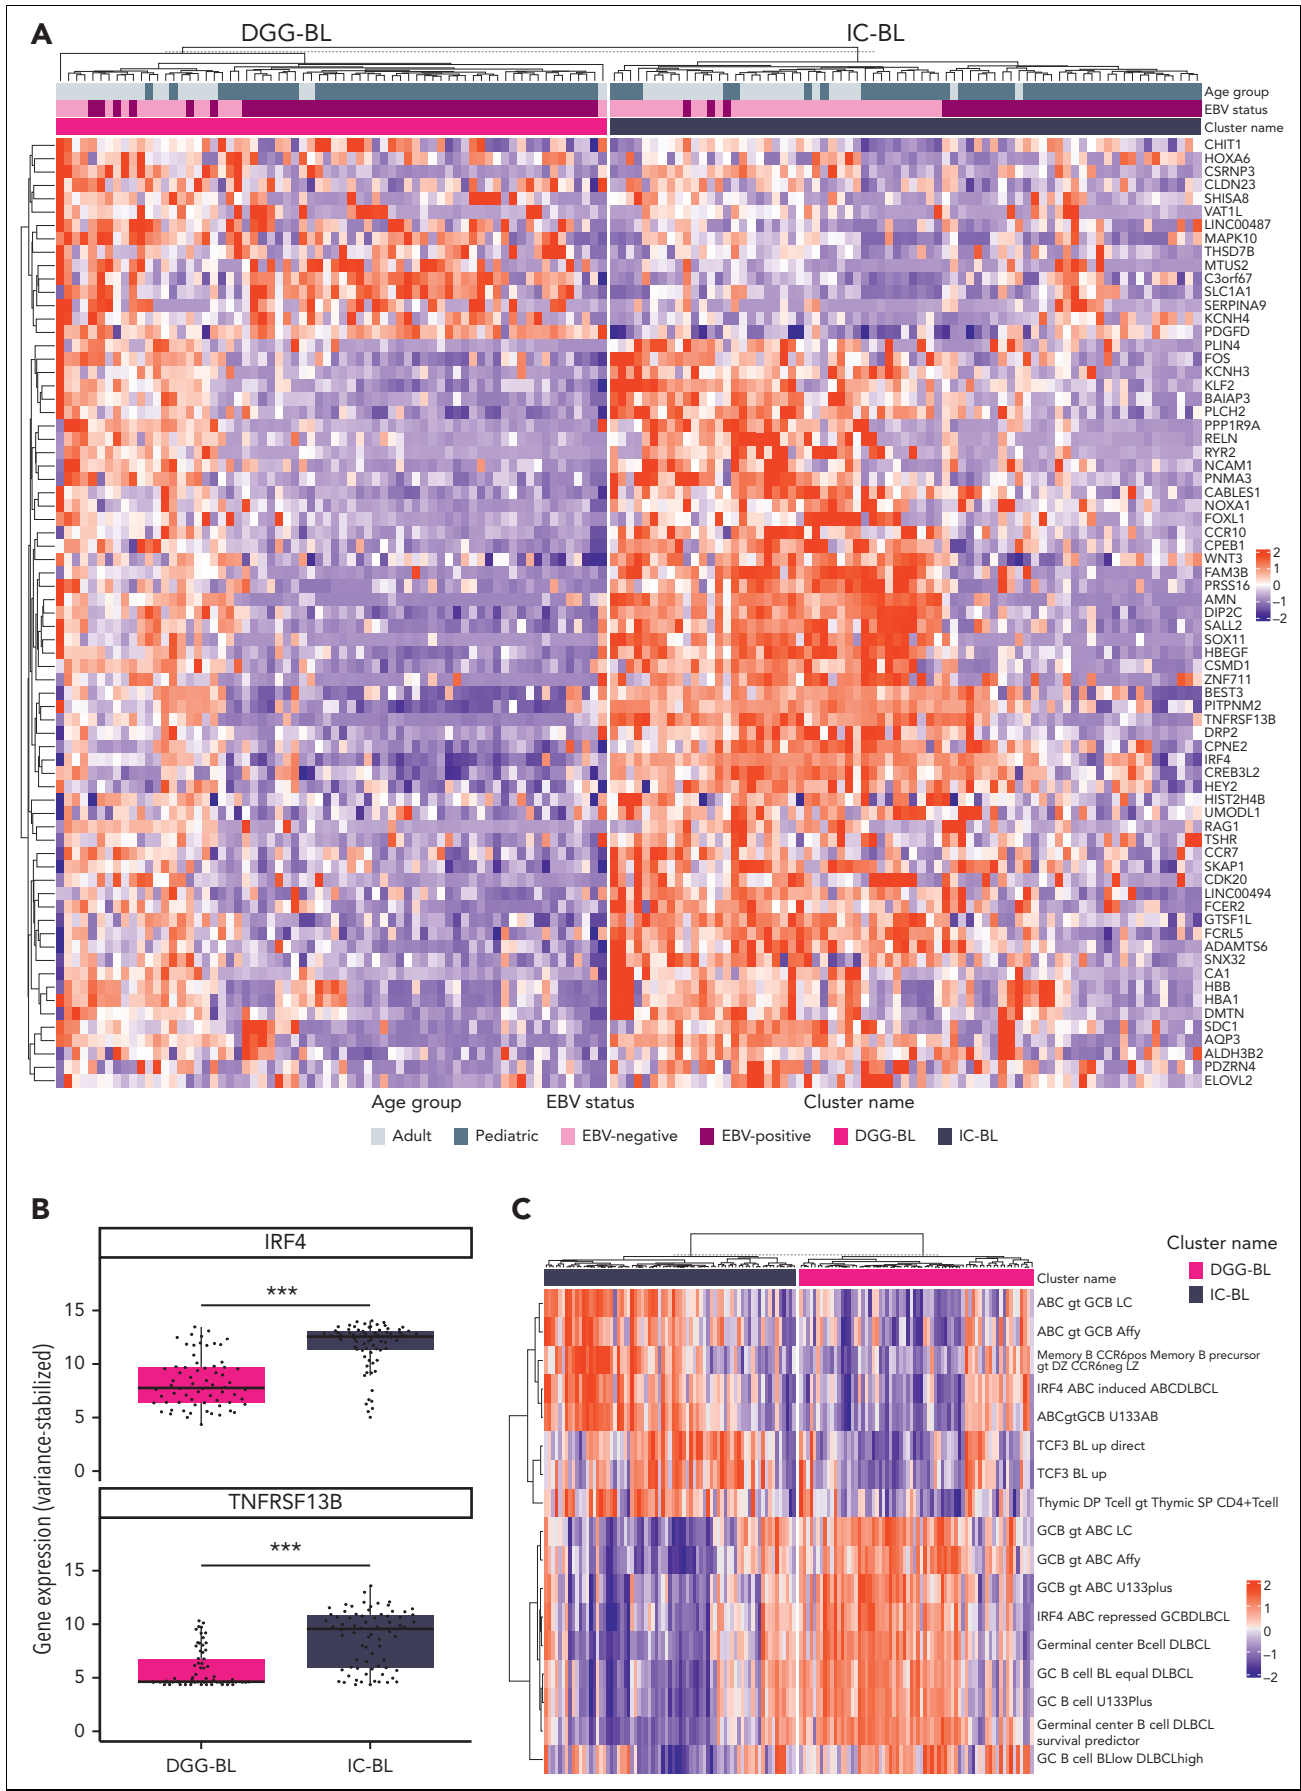 A
DGG-BL
IC-BL
Age group
EBV status
Cluster name
CHIT1
HOXA6
CSRNP3
CLDN23
SHISA8
VAT1L
LINC00487
MAPK10
THSD7B
MTUS2
C3orf67
SLC1A1
SERPINA9
KCNH4
PDGFD
PLIN4
FOS
KCNH3
KLF2
BAIAP3
PLCH2
PPP1R9A
RELN
RYR2
NCAM1
PNMA3
CABLES1
NOXA1
FOXL1
CCR10
CPEB1
WNT3
FAM3B
PRSS16
AMN
DIP2C
SALL2
SOX11
HBEGF
CSMD1
ZNF711
BEST3
PITPNM2
TNFRSF13B
DRP2
CPNE2
IRF4
CREB3L2
HEY2
HIST2H4B
UMODL1
RAG1
TSHR
CCR7
SKAP1
CDK20
LINC00494
FCER2
GTSF1L
FCRL5
ADAMTS6
SNX32
CA1
HBB
HBA1
DMTN
SDC1
AQP3
ALDH3B2
PDZRN4
ELOVL2
2
1
0
–1
–2
Age group EBV status Cluster name
Adult Pediatric EBV-negative EBV-positive DGG-BL IC-BL
B
IRF4
***
15
10
5
0
TNFRSF13B
***
15
10
5
0
Gene expression (variance-stabilized)
DGG-BL IC-BL
C
Cluster name
DGG-BL
IC-BL
Cluster name
ABC gt GCB LC
ABC gt GCB Affy
Memory B CCR6pos Memory B precursor
gt DZ CCR6neg LZ
IRF4 ABC induced ABCDLBCL
ABCgtGCB U133AB
TCF3 BL up direct
TCF3 BL up
Thymic DP Tcell gt Thymic SP CD4+Tcell
GCB gt ABC LC
GCB gt ABC Affy
GCB gt ABC U133plus
IRF4 ABC repressed GCBDLBCL
Germinal center Bcell DLBCL
GC B cell BL equal DLBCL
GC B cell U133Plus
Germinal center B cell DLBCL
survival predictor
GC B cell BLlow DLBCLhigh
2
1
0
–1
–2